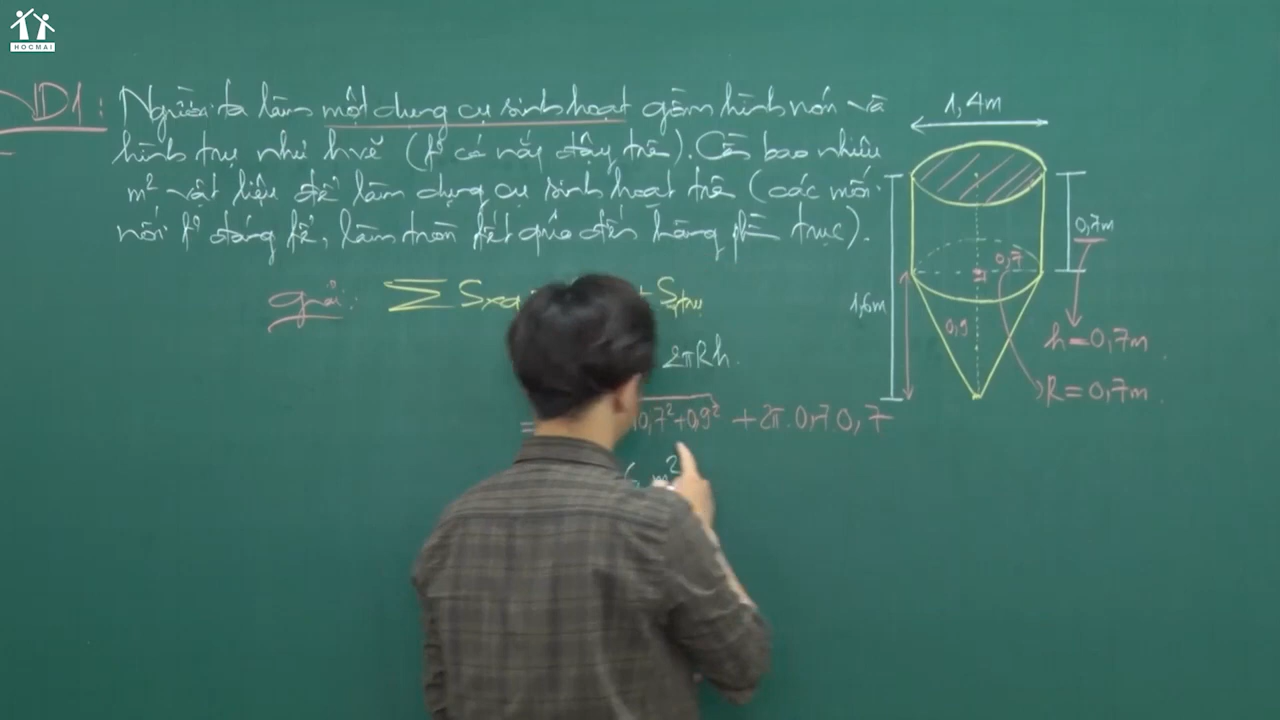 HOCMAI
VD1: Người ta làm một dụng cụ sinh hoạt gồm hình nón và
hình trụ như hvẽ (kº có nắp đậy trên). Cần bao nhiêu
m² vật liệu để làm dụng cụ sinh hoạt trên (các mối
nối kº đáng kể, làm tròn kết quả đến hàng phần trục).
giải: ∑ Sxq + Strụ
2πRh.
= 0,7²+0,9² + 2π.0,7 0,7
m²
1,4m
0,7m
0,7
1,6m
0,9
h=0,7m
R=0,7m